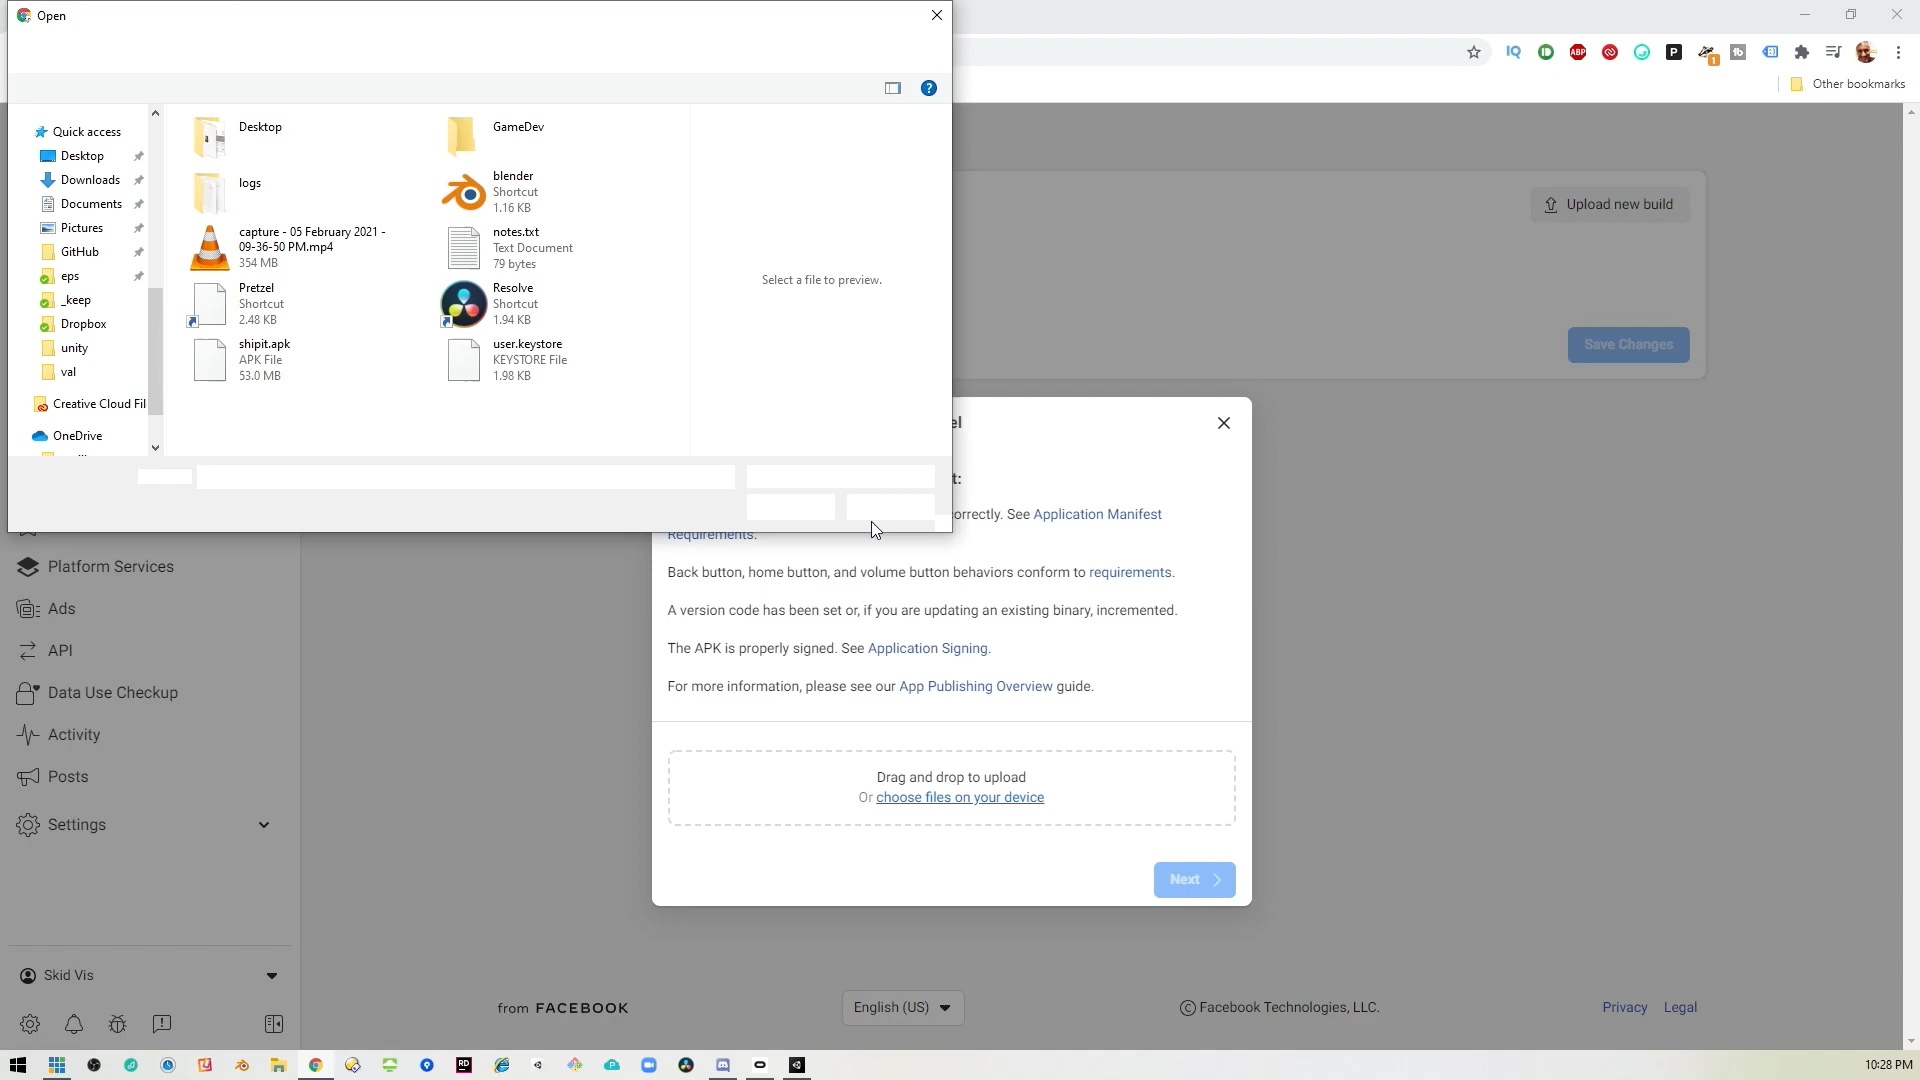 Open
Other bookmarks
Quick access
Desktop
Downloads
Documents
Pictures
GitHub
eps
_keep
Dropbox
unity
val
Creative Cloud Fil
OneDrive
Desktop
GameDev
logs
blender
Shortcut
1.16 KB
capture - 05 February 2021 -
09-36-50 PM.mp4
354 MB
notes.txt
Text Document
79 bytes
Pretzel
Shortcut
2.48 KB
Resolve
Shortcut
1.94 KB
shipit.apk
APK File
53.0 MB
user.keystore
KEYSTORE File
1.98 KB
Select a file to preview.
Upload new build
Save Changes
el
t:
orrectly. See Application Manifest
Requirements.
Back button, home button, and volume button behaviors conform to requirements.
A version code has been set or, if you are updating an existing binary, incremented.
The APK is properly signed. See Application Signing.
For more information, please see our App Publishing Overview guide.
Drag and drop to upload
Or choose files on your device
Next
Platform Services
Ads
API
Data Use Checkup
Activity
Posts
Settings
Skid Vis
from FACEBOOK
English (US)
© Facebook Technologies, LLC.
Privacy
Legal
10:28 PM